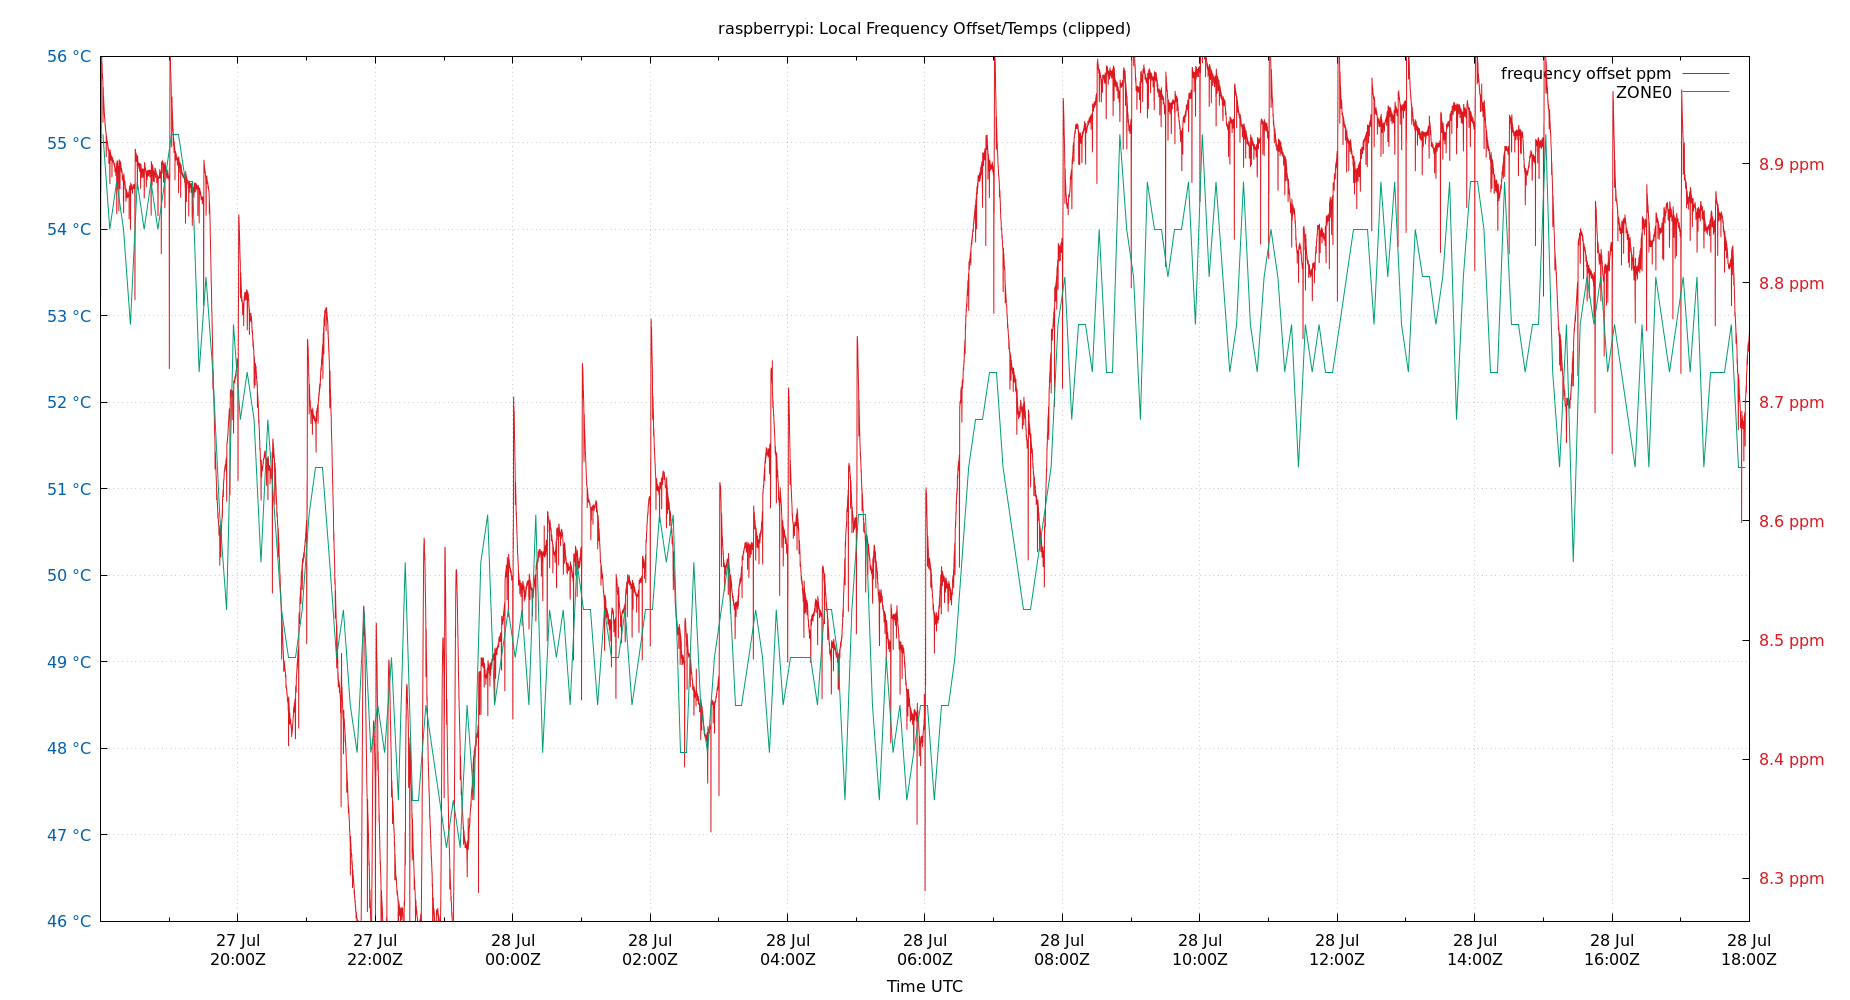 raspberrypi: Local Frequency Offset/Temps (clipped)
56 °C
55 °C
54 °C
53 °C
52 °C
51 °C
50 °C
49 °C
48 °C
47 °C
46 °C
frequency offset ppm
ZONE0
8.9 ppm
8.8 ppm
8.7 ppm
8.6 ppm
8.5 ppm
8.4 ppm
8.3 ppm
27 Jul 27 Jul 28 Jul 28 Jul 28 Jul 28 Jul 28 Jul 28 Jul 28 Jul 28 Jul 28 Jul 28 Jul
20:00Z 22:00Z 00:00Z 02:00Z 04:00Z 06:00Z 08:00Z 10:00Z 12:00Z 14:00Z 16:00Z 18:00Z
Time UTC